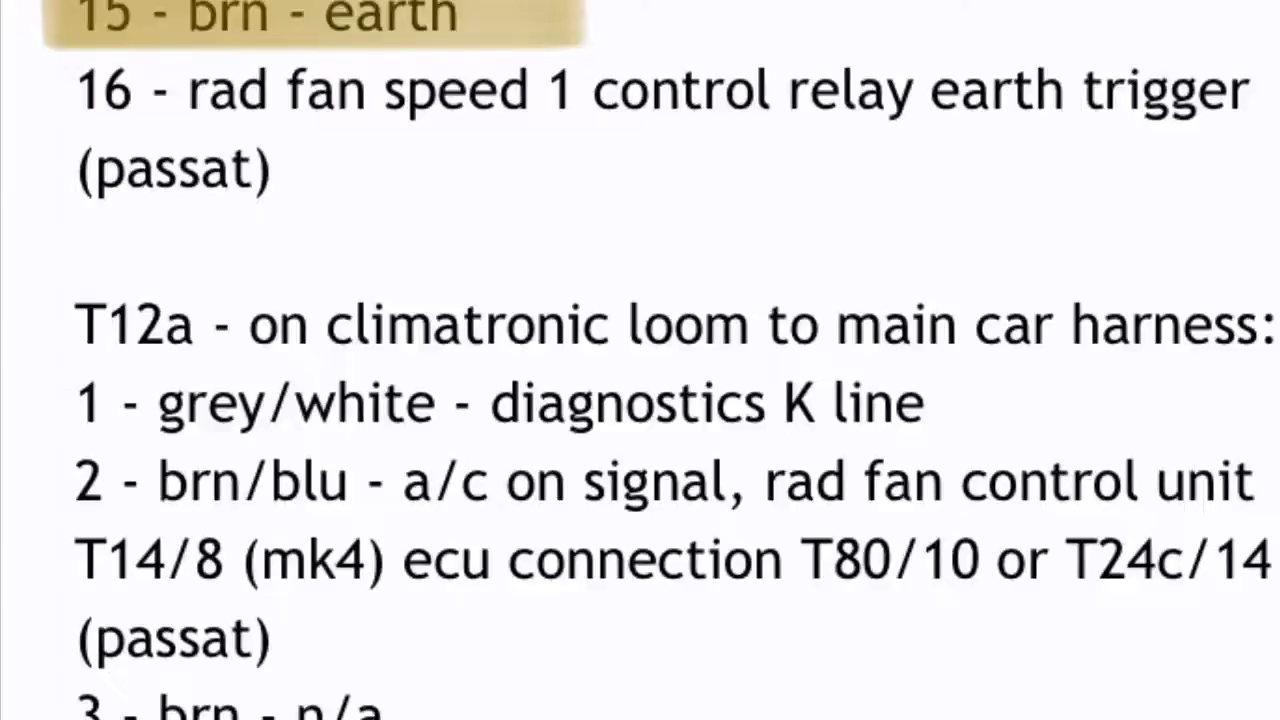 15 - brn - earth
16 - rad fan speed 1 control relay earth trigger
(passat)
T12a - on climatronic loom to main car harness:
1 - grey/white - diagnostics K line
2 - brn/blu - a/c on signal, rad fan control unit
T14/8 (mk4) ecu connection T80/10 or T24c/14
(passat)
3 - brn - n/a